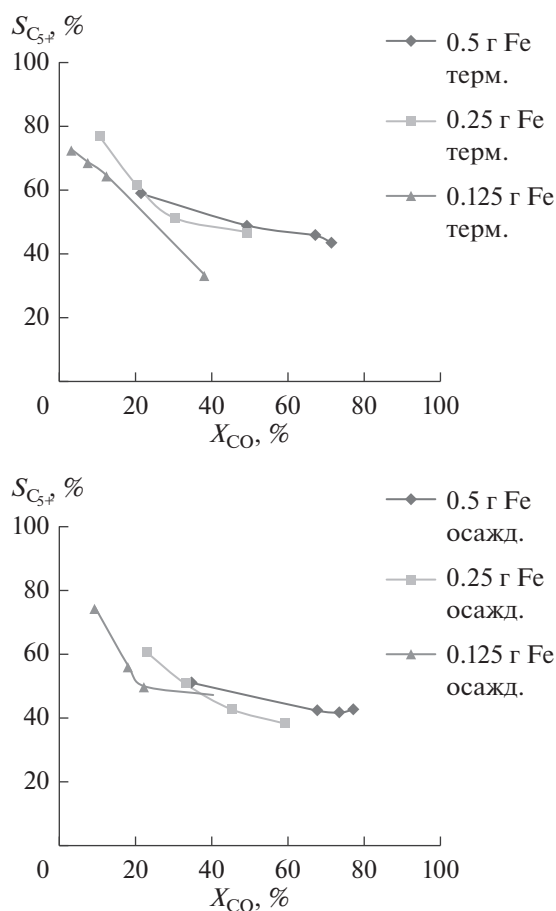 S_C5+, %
100
80
60
40
20
0
20
40
60
80
100
X_CO, %
0.5 г Fe
терм.
0.25 г Fe
терм.
0.125 г Fe
терм.
S_C5+, %
100
80
60
40
20
0
20
40
60
80
100
X_CO, %
0.5 г Fe
осажд.
0.25 г Fe
осажд.
0.125 г Fe
осажд.